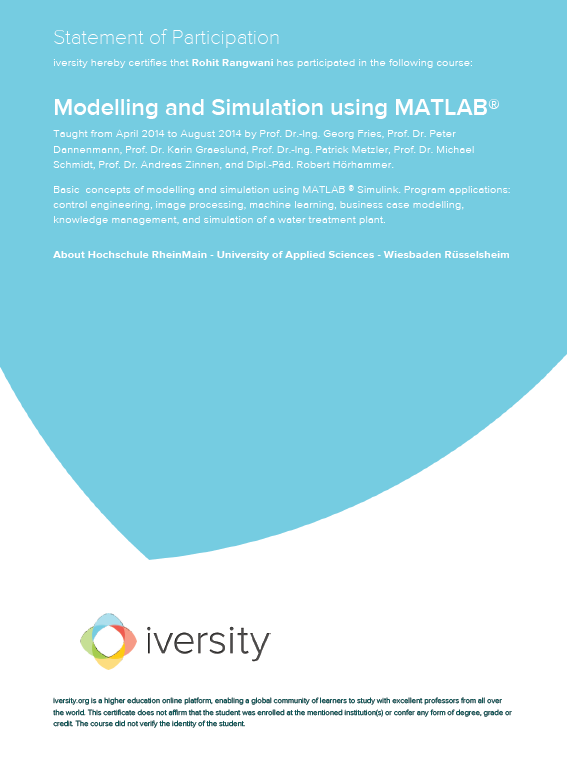 Statement of Participation
iversity hereby certifies that Rohit Rangwani has participated in the following course:
Modelling and Simulation using MATLAB®
Taught from April 2014 to August 2014 by Prof. Dr.-Ing. Georg Fries, Prof. Dr. Peter
Dannenmann, Prof. Dr. Karin Graeslund, Prof. Dr.-Ing. Patrick Metzler, Prof. Dr. Michael
Schmidt, Prof. Dr. Andreas Zinnen, and Dipl.-Päd. Robert Hörhammer.
Basic concepts of modelling and simulation using MATLAB ® Simulink. Program applications:
control engineering, image processing, machine learning, business case modelling,
knowledge management, and simulation of a water treatment plant.
About Hochschule RheinMain - University of Applied Sciences - Wiesbaden Rüsselsheim
iversity
iversity.org is a higher education online platform, enabling a global community of learners to study with excellent professors from all over
the world. This certificate does not affirm that the student was enrolled at the mentioned institution(s) or confer any form of degree, grade or
credit. The course did not verify the identity of the student.